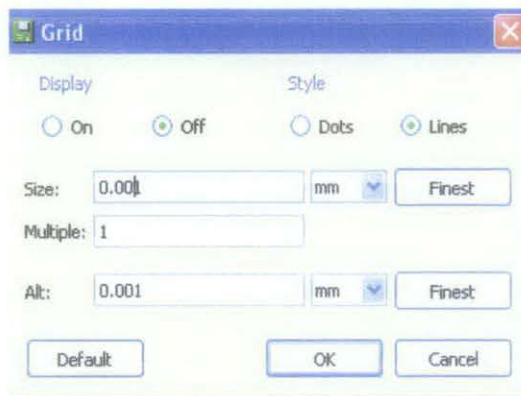 Grid
Display Style
On Off Dots Lines
Size: 0.001 mm Finest
Multiple: 1
Alt: 0.001 mm Finest
Default OK Cancel